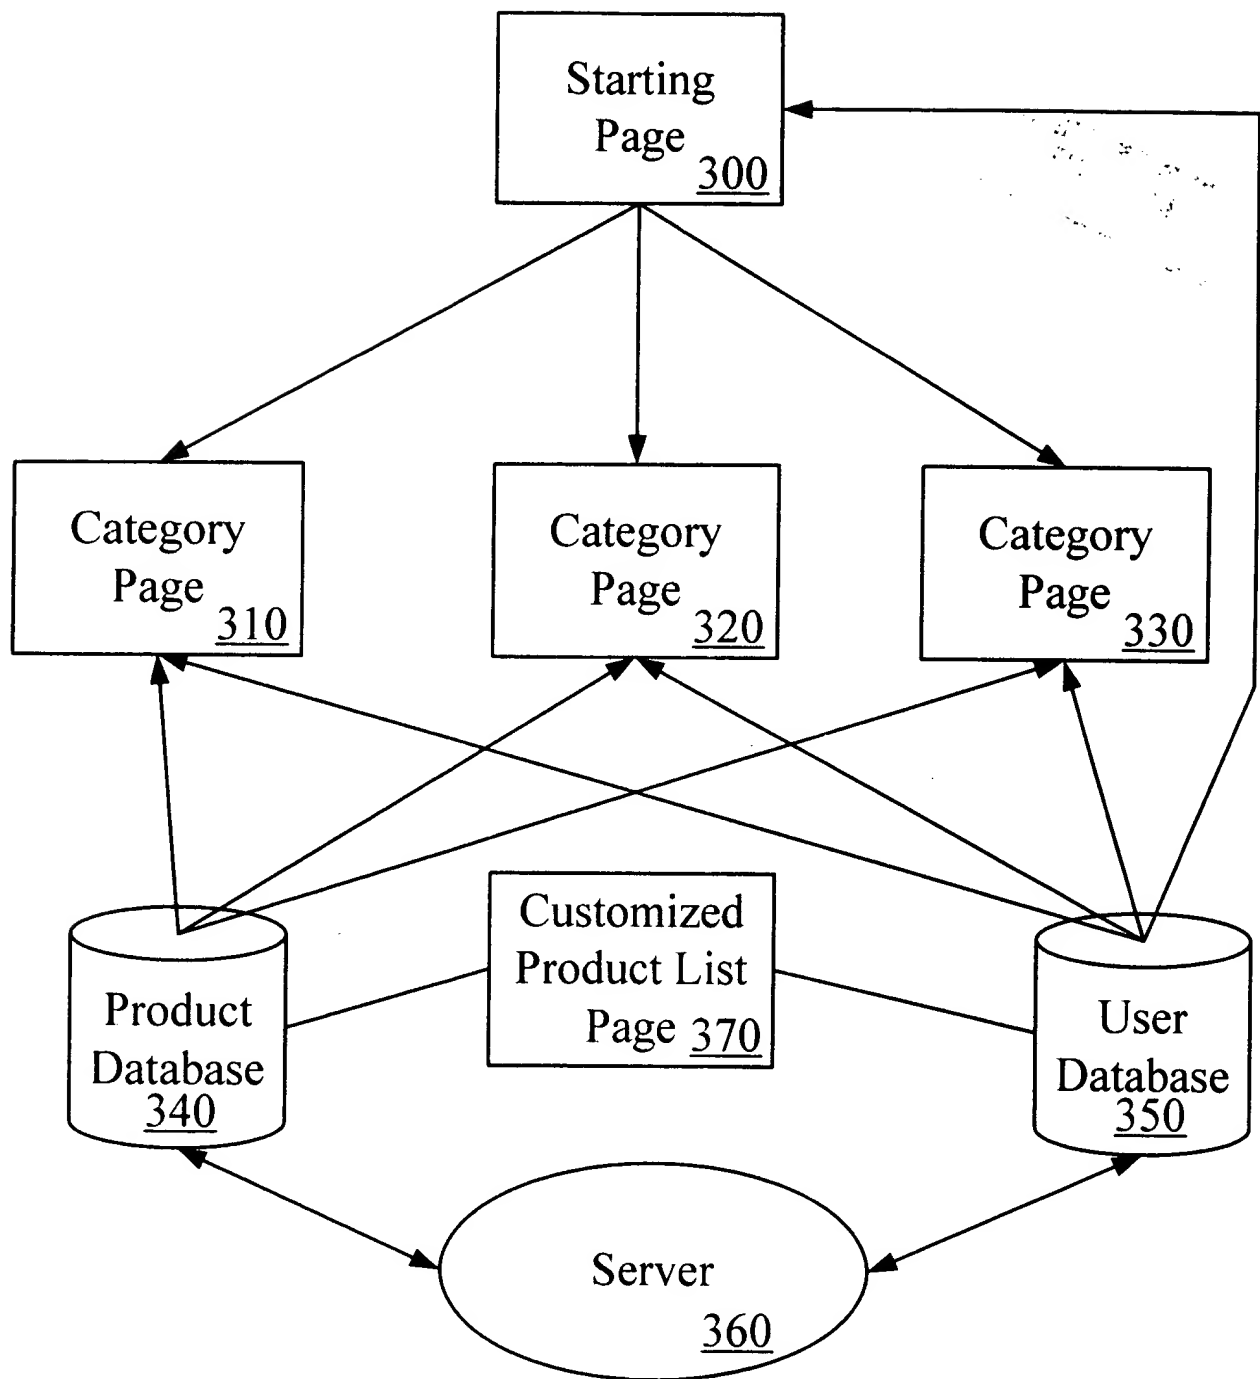 Starting
Page
300
Category
Page
310
Category
Page
320
Category
Page
330
Customized
Product List
Page 370
Product
Database
340
User
Database
350
Server
360